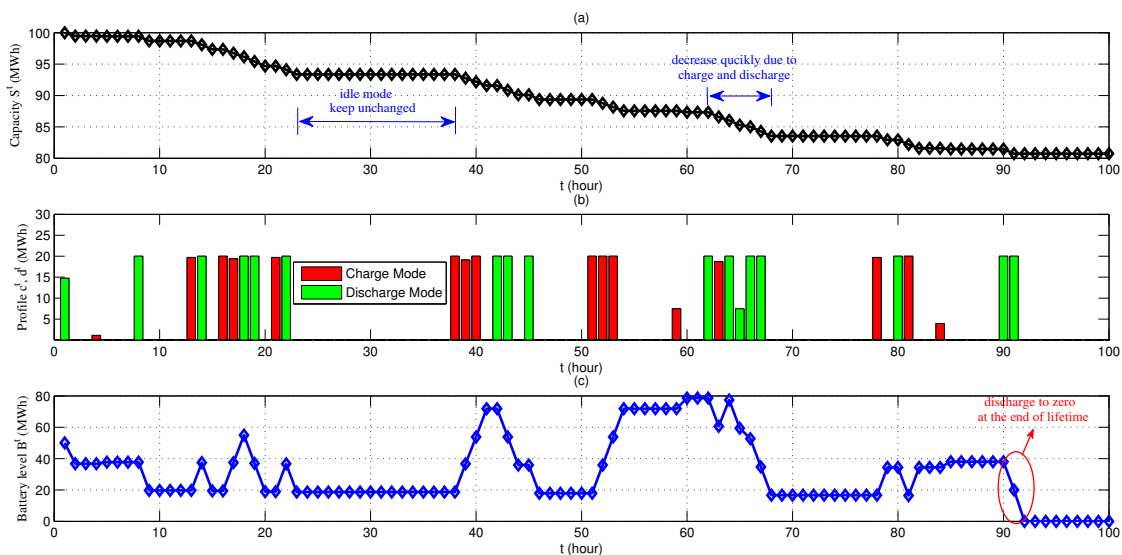 (a)
Capacity S^t (MWh)
100
95
90
85
80
idle mode
keep unchanged
decrease qucikly due to
charge and discharge
0 10 20 30 40 50 60 70 80 90 100
t (hour)
(b)
Profile c^t, d^t (MWh)
30
25
20
15
10
5
Charge Mode
Discharge Mode
0 10 20 30 40 50 60 70 80 90 100
t (hour)
(c)
Battery level B^t (MWh)
80
60
40
20
0
discharge to zero
at the end of lifetime
0 10 20 30 40 50 60 70 80 90 100
t (hour)